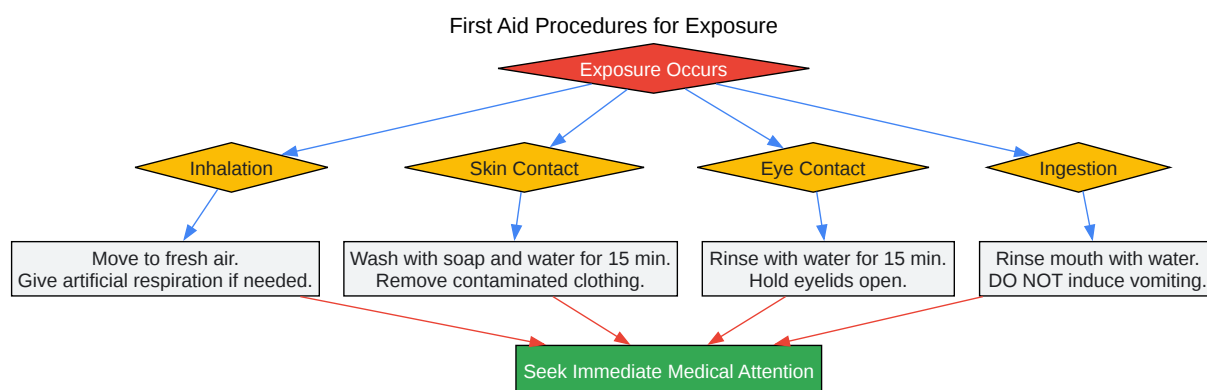 First Aid Procedures for Exposure
Exposure Occurs
Inhalation
Skin Contact
Eye Contact
Ingestion
Move to fresh air.
Give artificial respiration if needed.
Wash with soap and water for 15 min.
Remove contaminated clothing.
Rinse with water for 15 min.
Hold eyelids open.
Rinse mouth with water.
DO NOT induce vomiting.
Seek Immediate Medical Attention